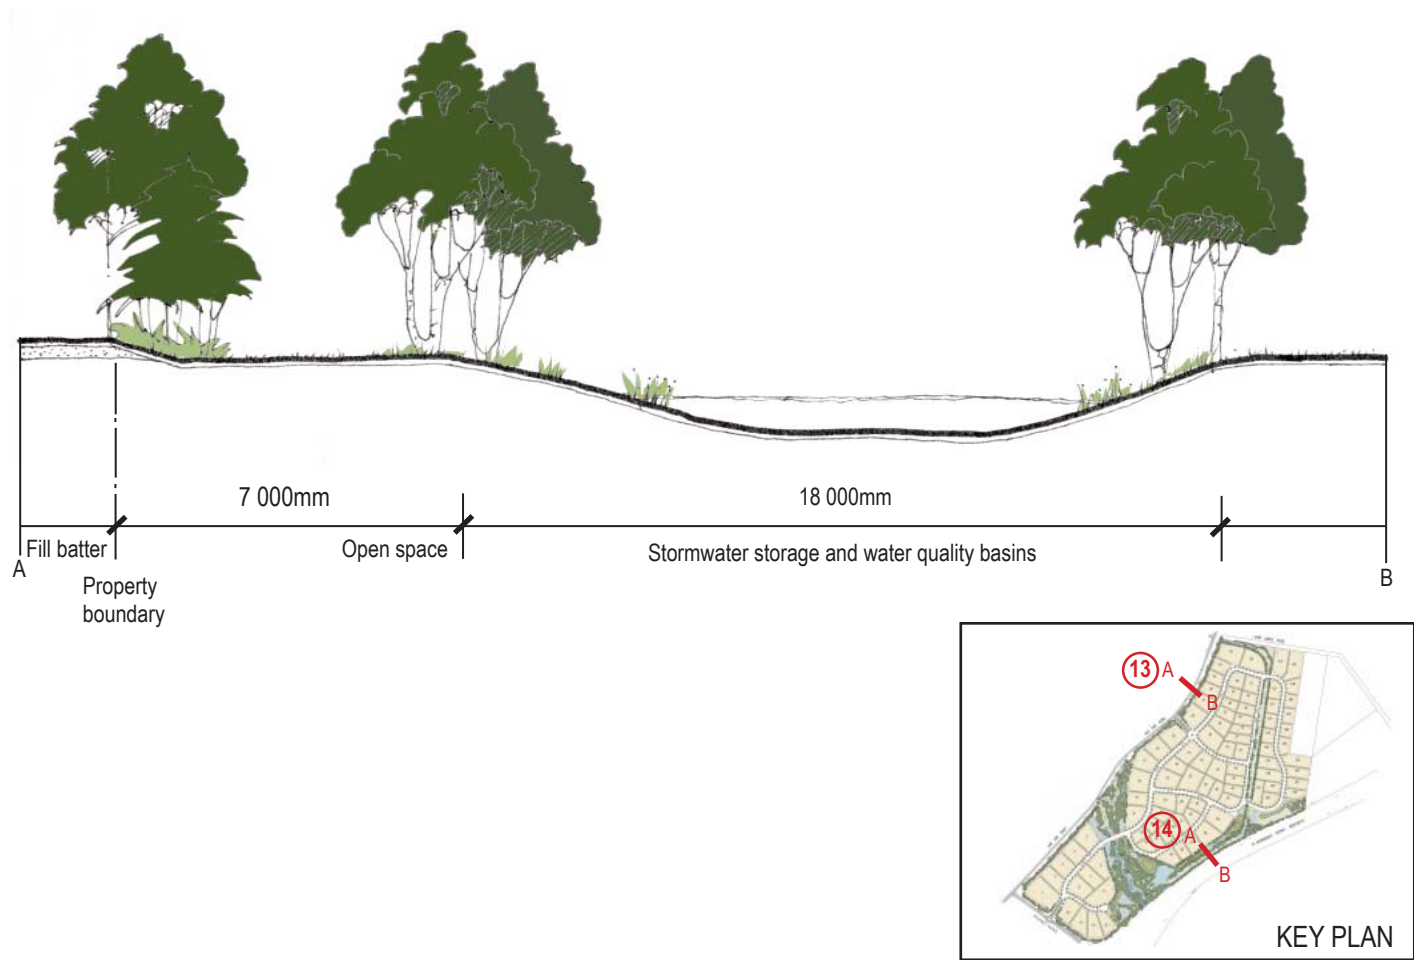 7 000mm
18 000mm
Fill batter
Open space
Stormwater storage and water quality basins
A
B
Property
boundary
13 A
B
14 A
B
KEY PLAN